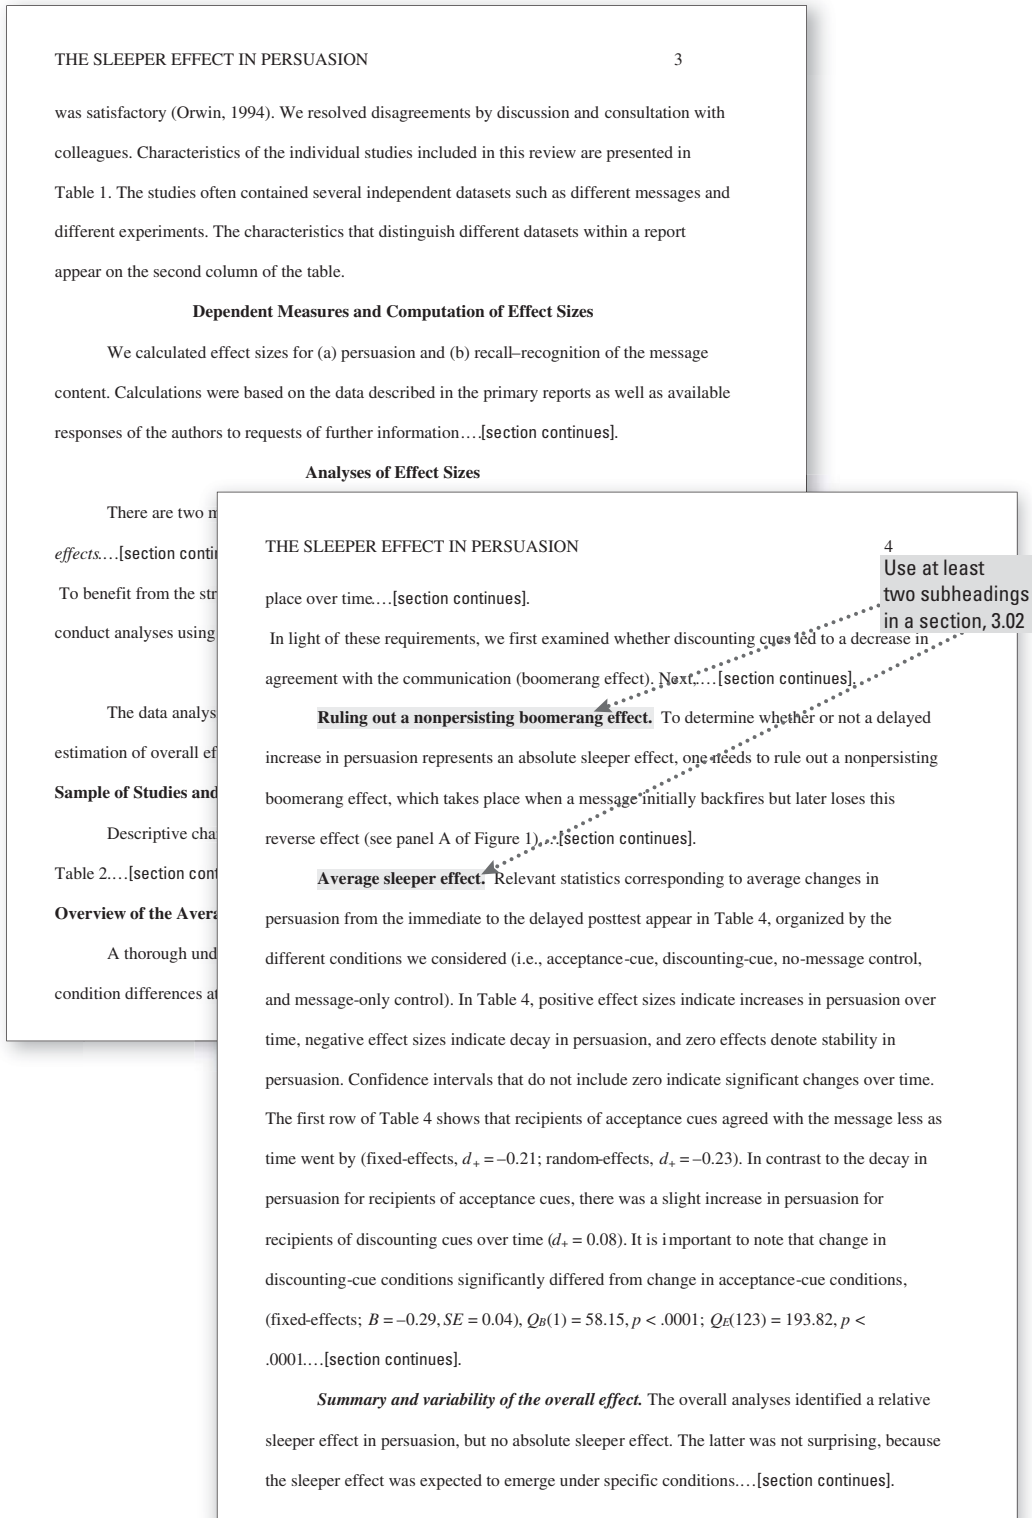 THE SLEEPER EFFECT IN PERSUASION 3
was satisfactory (Orwin, 1994). We resolved disagreements by discussion and consultation with
colleagues. Characteristics of the individual studies included in this review are presented in
Table 1. The studies often contained several independent datasets such as different messages and
different experiments. The characteristics that distinguish different datasets within a report
appear on the second column of the table.
Dependent Measures and Computation of Effect Sizes
We calculated effect sizes for (a) persuasion and (b) recall–recognition of the message
content. Calculations were based on the data described in the primary reports as well as available
responses of the authors to requests of further information….[section continues].
Analyses of Effect Sizes
There are two
effects.…[section
To benefit from the
conduct analyses using
The data
estimation of overall
Sample of Studies and
Descriptive
Table 2.…[section
Overview of the
A thorough
condition differences
THE SLEEPER EFFECT IN PERSUASION 4
Use at least
two subheadings
in a section, 3.02
place over time.…[section continues].
In light of these requirements, we first examined whether discounting cues led to a decrease in
agreement with the communication (boomerang effect). Next,…[section continues].
Ruling out a nonpersisting boomerang effect. To determine whether or not a delayed
increase in persuasion represents an absolute sleeper effect, one needs to rule out a nonpersisting
boomerang effect, which takes place when a message initially backfires but later loses this
reverse effect (see panel A of Figure 1).…[section continues].
Average sleeper effect. Relevant statistics corresponding to average changes in
persuasion from the immediate to the delayed posttest appear in Table 4, organized by the
different conditions we considered (i.e., acceptance-cue, discounting-cue, no-message control,
and message-only control). In Table 4, positive effect sizes indicate increases in persuasion over
time, negative effect sizes indicate decay in persuasion, and zero effects denote stability in
persuasion. Confidence intervals that do not include zero indicate significant changes over time.
The first row of Table 4 shows that recipients of acceptance cues agreed with the message less as
time went by (fixed-effects, d+ = –0.21; random-effects, d+ = –0.23). In contrast to the decay in
persuasion for recipients of acceptance cues, there was a slight increase in persuasion for
recipients of discounting cues over time (d+ = 0.08). It is important to note that change in
discounting-cue conditions significantly differed from change in acceptance-cue conditions,
(fixed-effects; B = –0.29, SE = 0.04), QB(1) = 58.15, p < .0001; QE(123) = 193.82, p <
.0001.…[section continues].
Summary and variability of the overall effect. The overall analyses identified a relative
sleeper effect in persuasion, but no absolute sleeper effect. The latter was not surprising, because
the sleeper effect was expected to emerge under specific conditions.…[section continues].